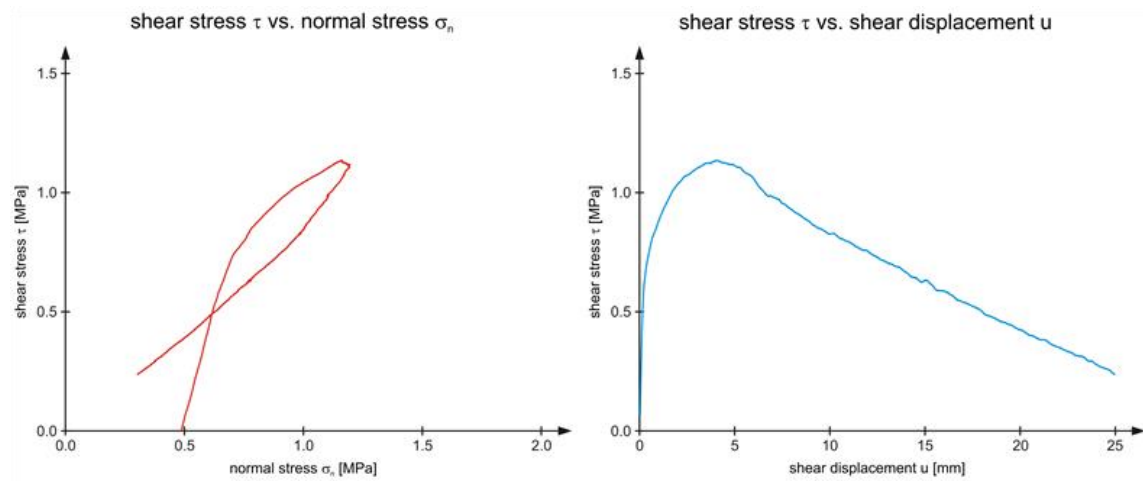 shear stress τ vs. normal stress σₙ
shear stress τ [MPa]
1.5
1.0
0.5
0.0
0.0 0.5 1.0 1.5 2.0
normal stress σₙ [MPa]
shear stress τ vs. shear displacement u
shear stress τ [MPa]
1.5
1.0
0.5
0.0
0 5 10 15 20 25
shear displacement u [mm]